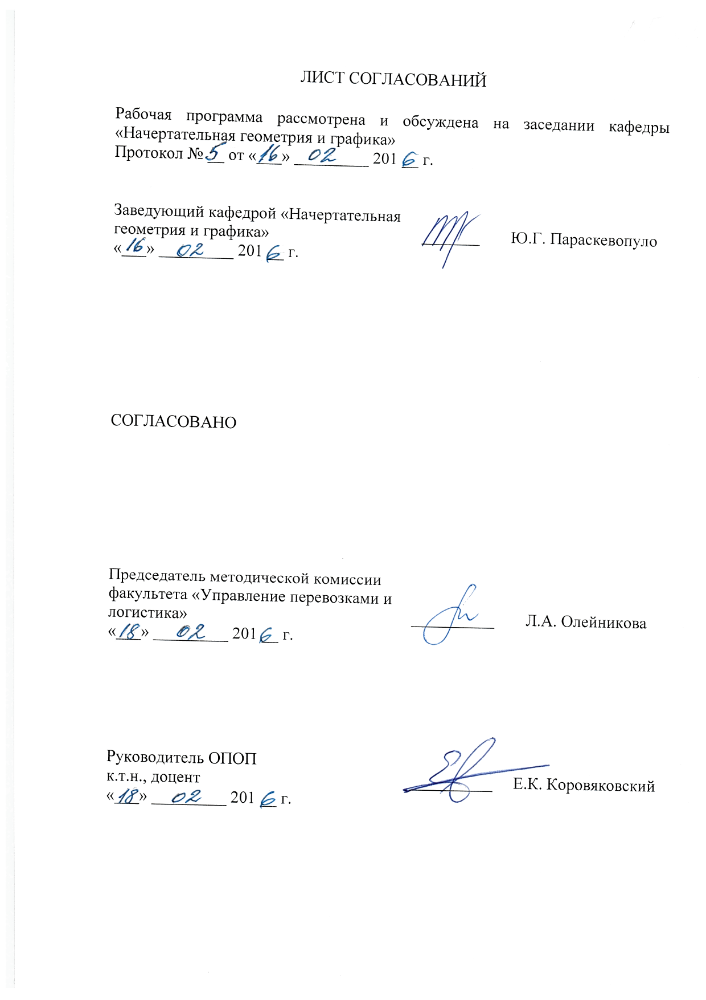 ЛИСТ СОГЛАСОВАНИЙ
Рабочая программа рассмотрена и обсуждена на заседании кафедры
«Начертательная геометрия и графика»
Протокол № 5 от «16» 02 2016 г.
Заведующий кафедрой «Начертательная
геометрия и графика»
«16» 02 2016 г.
Ю.Г. Параскевопуло
СОГЛАСОВАНО
Председатель методической комиссии
факультета «Управление перевозками и
логистика»
«18» 02 2016 г.
Л.А. Олейникова
Руководитель ОПОП
к.т.н., доцент
«18» 02 2016 г.
Е.К. Коровяковский